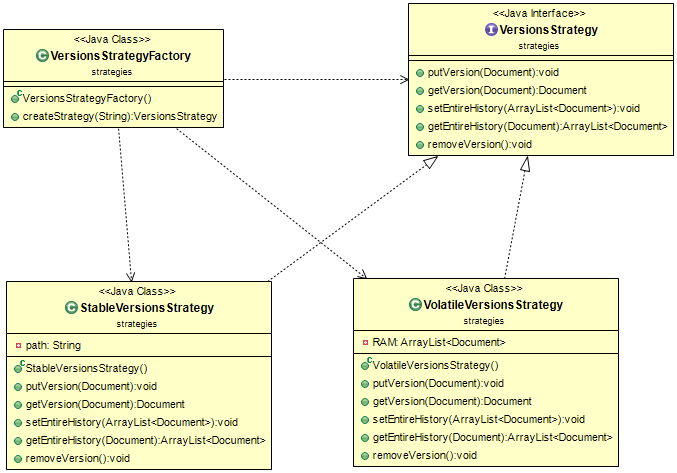 <<Java Class>>
VersionsStrategyFactory
strategies
VersionsStrategyFactory()
createStrategy(String):VersionsStrategy
<<Java Interface>>
VersionsStrategy
strategies
putVersion(Document):void
getVersion(Document):Document
setEntireHistory(ArrayList<Document>):void
getEntireHistory(Document):ArrayList<Document>
removeVersion():void
<<Java Class>>
StableVersionsStrategy
strategies
path: String
StableVersionsStrategy()
putVersion(Document):void
getVersion(Document):Document
setEntireHistory(ArrayList<Document>):void
getEntireHistory(Document):ArrayList<Document>
removeVersion():void
<<Java Class>>
VolatileVersionsStrategy
strategies
RAM: ArrayList<Document>
VolatileVersionsStrategy()
putVersion(Document):void
getVersion(Document):Document
setEntireHistory(ArrayList<Document>):void
getEntireHistory(Document):ArrayList<Document>
removeVersion():void